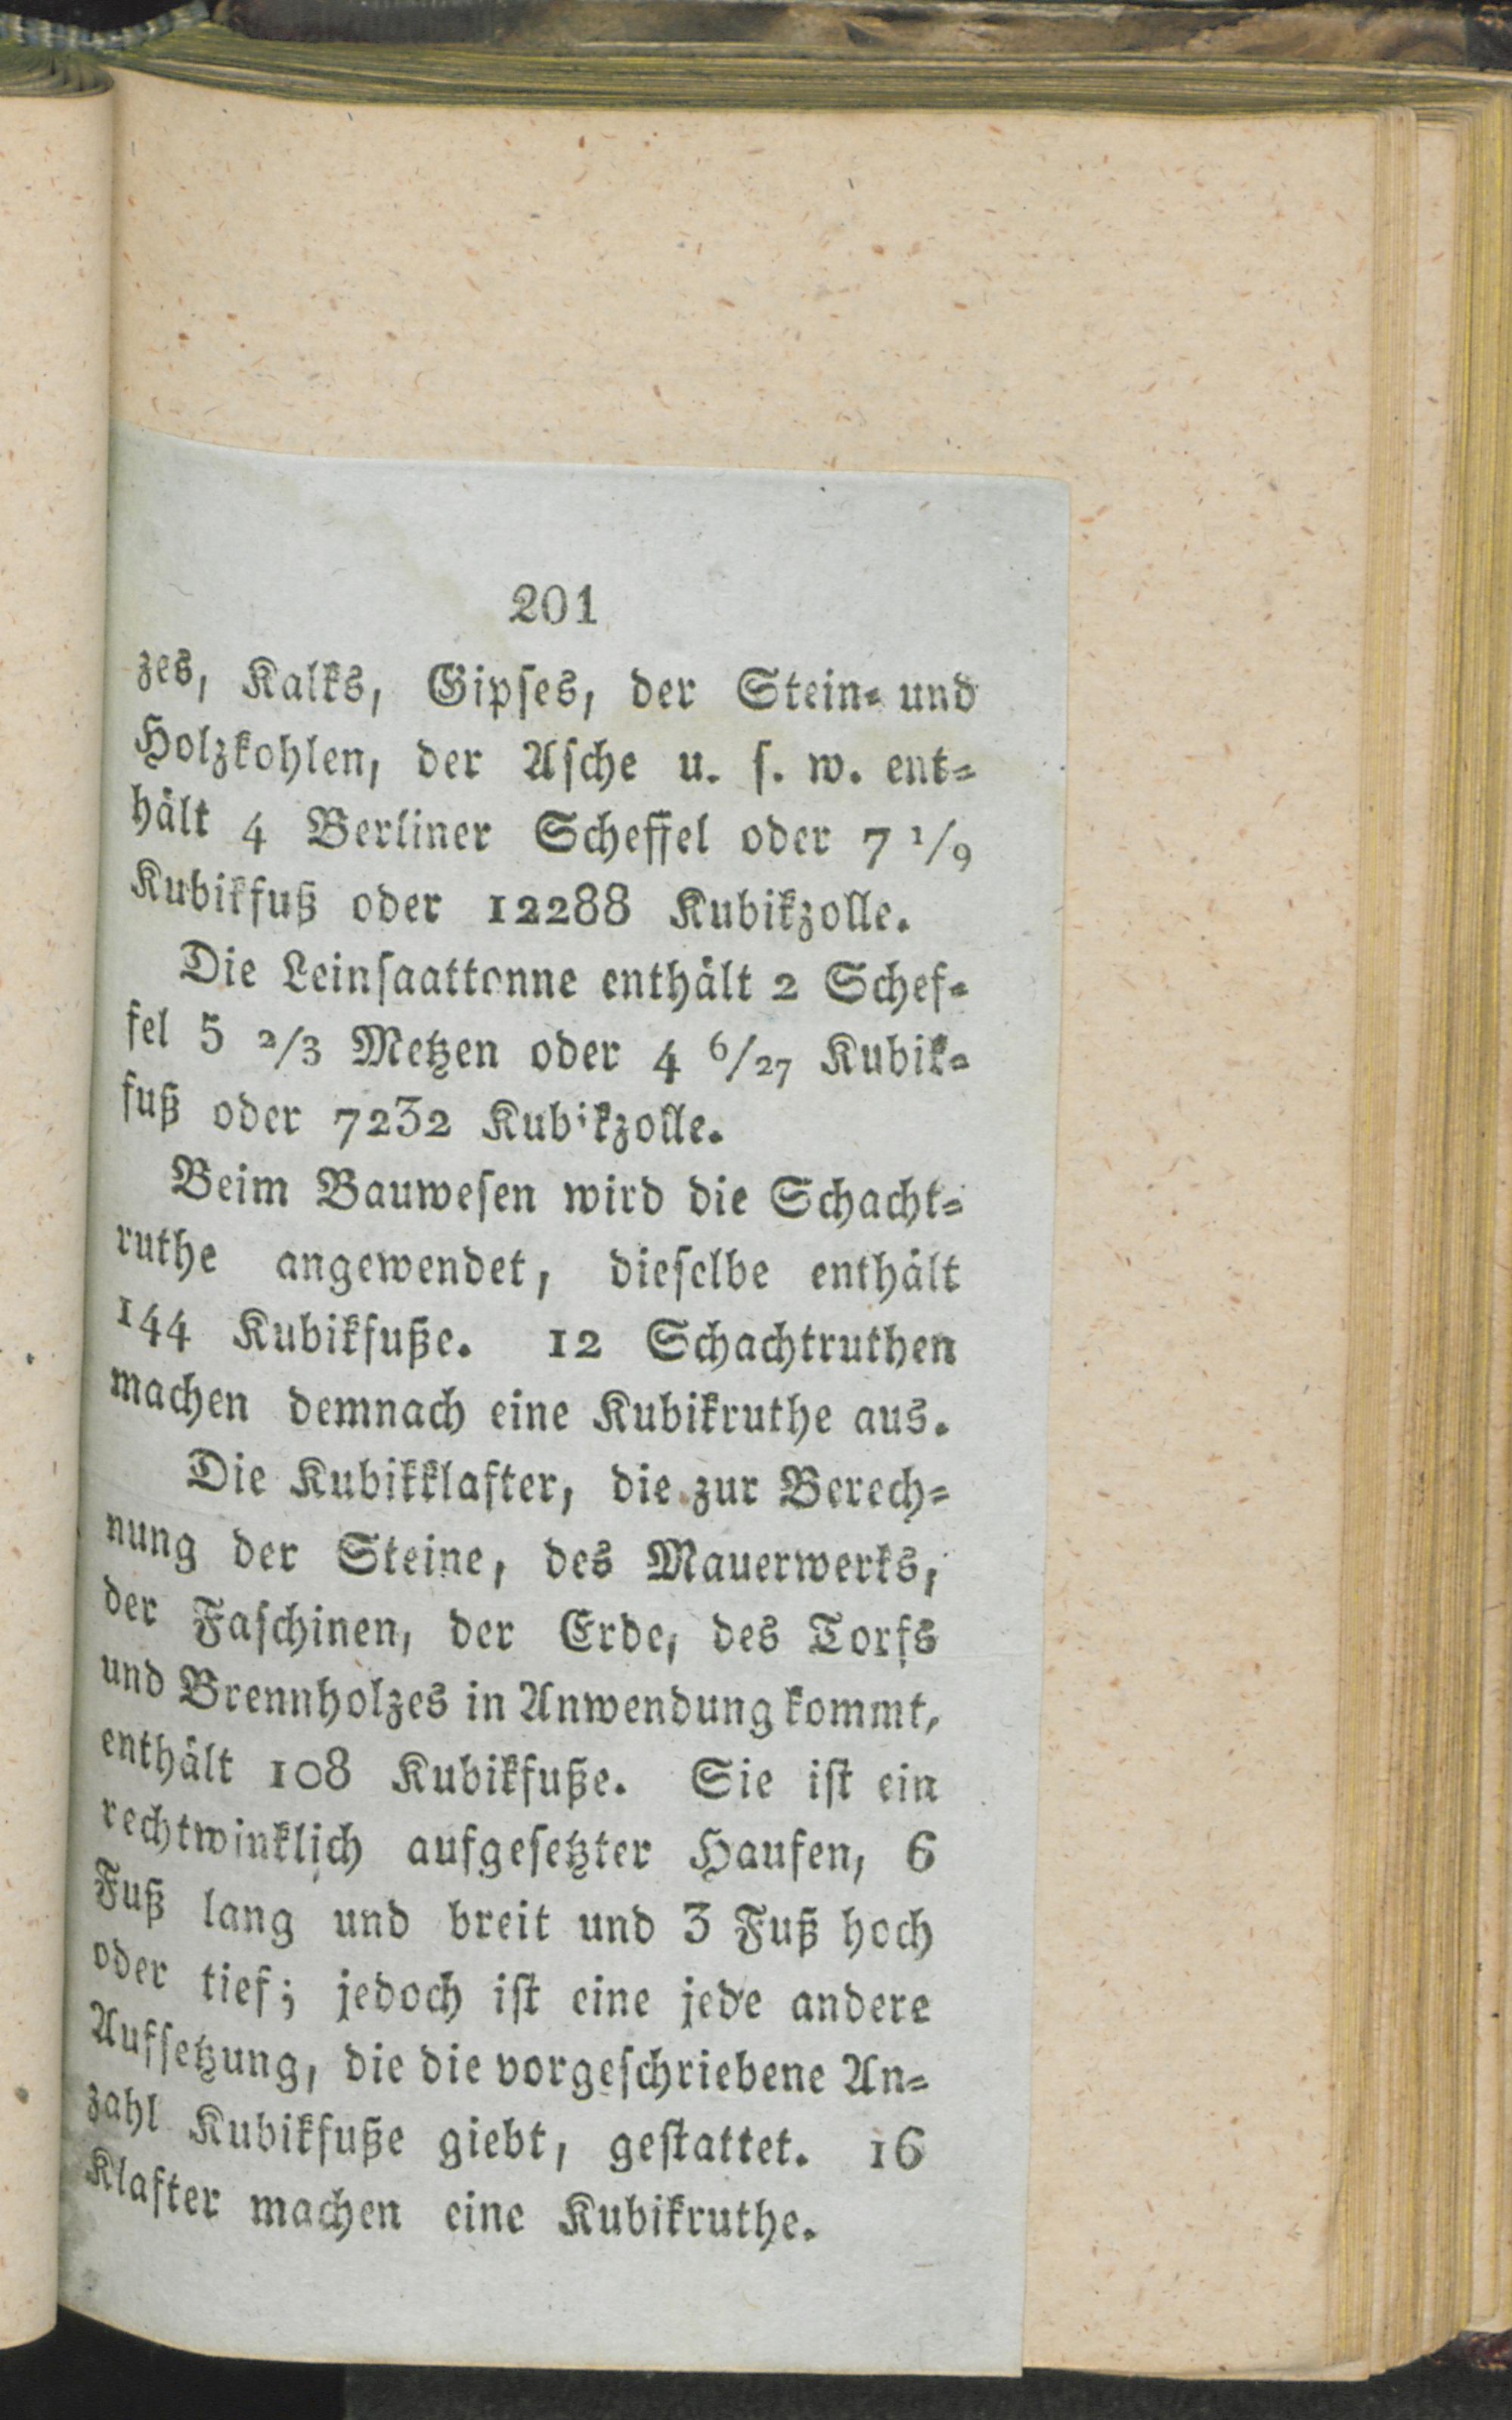 201
zes, Kalks, Gipses, der Stein- und
Holzkohlen, der Asche u. s. w. ent-
hält 4 Berliner Scheffel oder 7 1/9
Kubikfuß oder 12288 Kubikzolle.
Die Leinsaattonne enthält 2 Schef-
fel 5 2/3 Metzen oder 4 6/27 Kubik-
fuß oder 7232 Kubikzolle.
Beim Bauwesen wird die Schacht-
ruthe angewendet, dieselbe enthält
144 Kubikfuße. 12 Schachtruthen
machen demnach eine Kubikruthe aus.
Die Kubikklafter, die zur Berech-
nung der Steine, des Mauerwerks,
der Faschinen, der Erde, des Torfs
und Brennholzes in Anwendung kommt,
enthält 108 Kubikfuße. Sie ist ein
rechtwinklich aufgesetzter Haufen, 6
Fuß lang und breit und 3 Fuß hoch
oder tief; jedoch ist eine jede andere
Aufsetzung, die die vorgeschriebene An-
zahl Kubikfuße giebt, gestattet. 16
Klafter machen eine Kubikruthe.